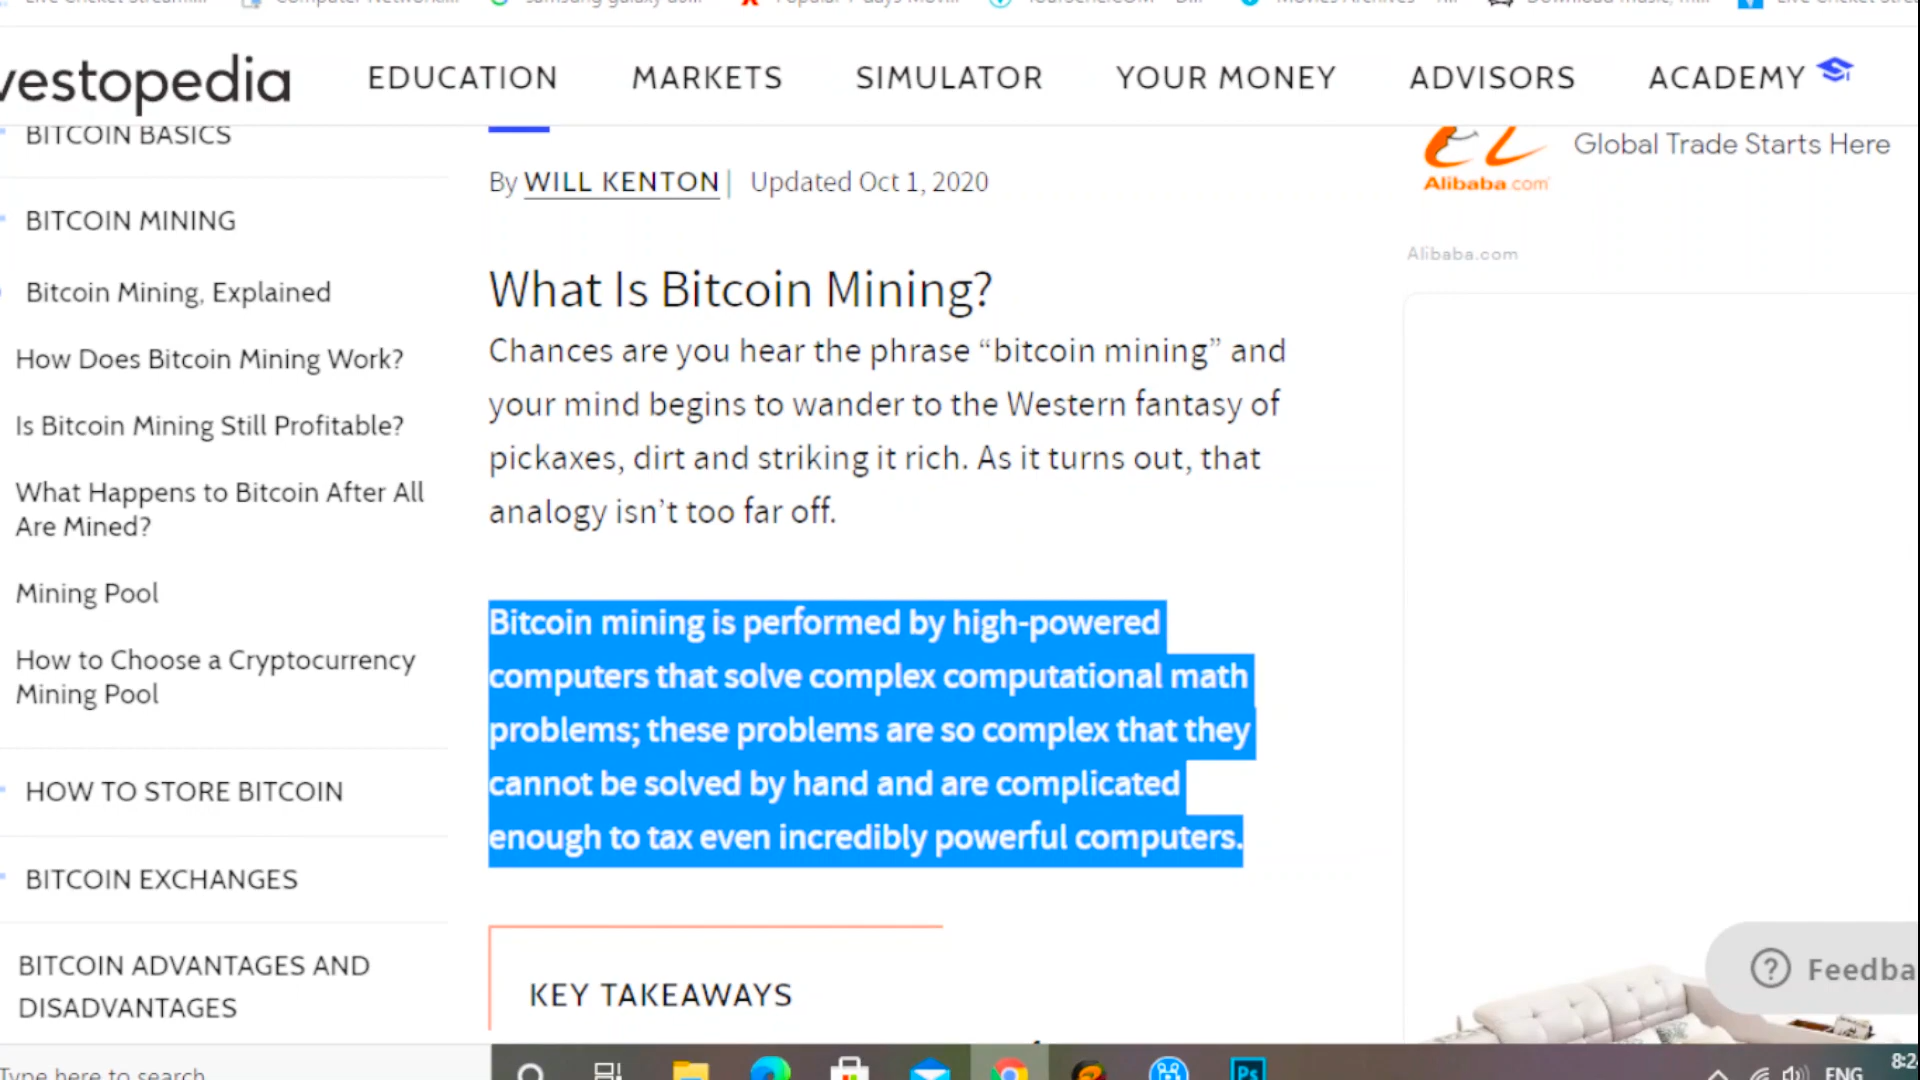 vestopedia EDUCATION MARKETS SIMULATOR YOUR MONEY ADVISORS ACADEMY
BITCOIN BASICS
BITCOIN MINING
Bitcoin Mining, Explained
How Does Bitcoin Mining Work?
Is Bitcoin Mining Still Profitable?
What Happens to Bitcoin After All
Are Mined?
Mining Pool
How to Choose a Cryptocurrency
Mining Pool
HOW TO STORE BITCOIN
BITCOIN EXCHANGES
BITCOIN ADVANTAGES AND
DISADVANTAGES
By WILL KENTON | Updated Oct 1, 2020
What Is Bitcoin Mining?
Chances are you hear the phrase “bitcoin mining” and
your mind begins to wander to the Western fantasy of
pickaxes, dirt and striking it rich. As it turns out, that
analogy isn’t too far off.
Bitcoin mining is performed by high-powered
computers that solve complex computational math
problems; these problems are so complex that they
cannot be solved by hand and are complicated
enough to tax even incredibly powerful computers.
KEY TAKEAWAYS
Alibaba.com
Global Trade Starts Here
Alibaba.com
Feedba
Type here to search
Ps
ENG